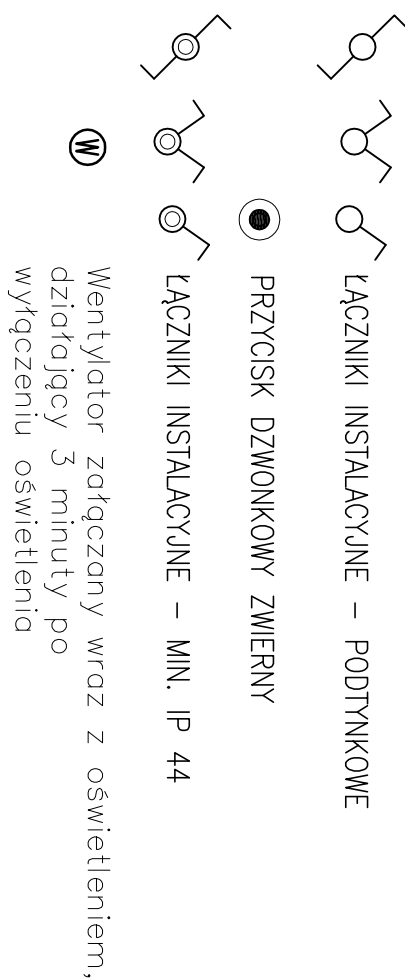 ŁĄCZNIKI INSTALACYJNE – PODTYNKOWE
PRZYCISK DZWONKOWY ZWIERNY
ŁĄCZNIKI INSTALACYJNE – MIN. IP 44
W
Wentylator załączany wraz z oświetleniem,
działający 3 minuty po
wyłączeniu oświetlenia